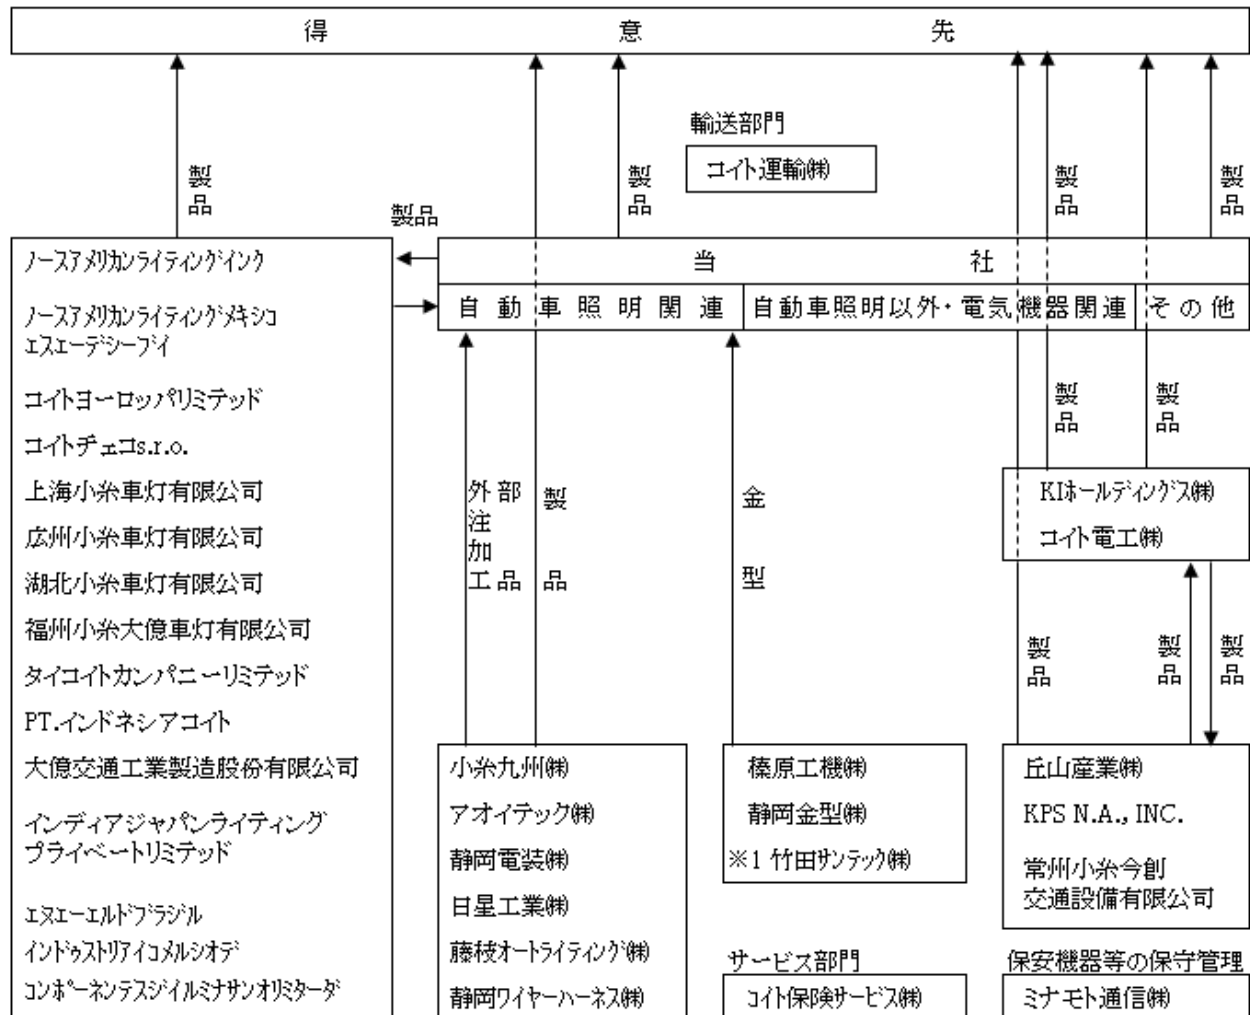 得意先
輸送部門
コイト運輸㈱
製品
製品
製品
製品
製品
ノースアメリカンライティングインク
ノースアメリカンライティングメキシコ
エスエーデシーブイ
コイトヨーロッパリミテッド
コイトチェコs.r.o.
上海小糸車灯有限公司
広州小糸車灯有限公司
湖北小糸車灯有限公司
福州小糸大億車灯有限公司
タイコイトカンパニーリミテッド
PT.インドネシアコイト
大億交通工業製造股份有限公司
インディアジャパンライティング
プライベートリミテッド
エヌエーエルドブラジル
インドゥストリアイコメルシオデ
コンポーネンテスジイルミナサンオリミターダ
当社
自動車照明関連
自動車照明以外・電気機器関連
その他
外注加工
部品
製品
金型
製品
製品
KIホールディングス㈱
コイト電工㈱
製品
製品
製品
小糸九州㈱
アオイテック㈱
静岡電装㈱
日星工業㈱
藤枝オートライティング㈱
静岡ワイヤーハーネス㈱
榛原工機㈱
静岡金型㈱
※1 竹田サンテック㈱
サービス部門
コイト保険サービス㈱
丘山産業㈱
KPS N.A., INC.
常州小糸今創
交通設備有限公司
保安機器等の保守管理
ミナモト通信㈱